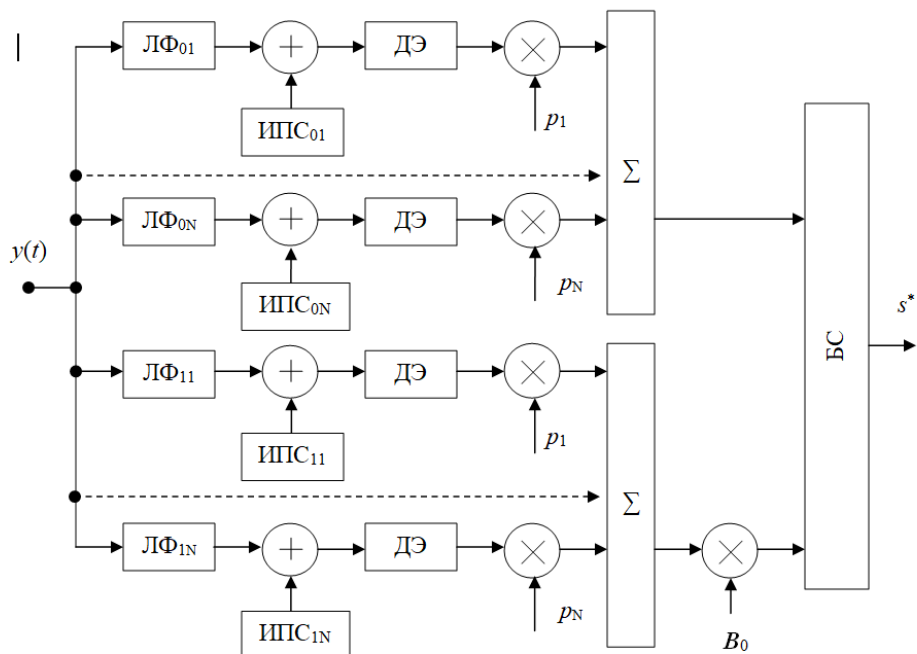 ЛФ01 + ДЭ ×
ИПС01 p1
Σ
ЛФ0N + ДЭ ×
y(t)
ИПС0N pN
s*
БС
ЛФ11 + ДЭ ×
ИПС11 p1
Σ
ЛФ1N + ДЭ × ×
ИПС1N pN B0